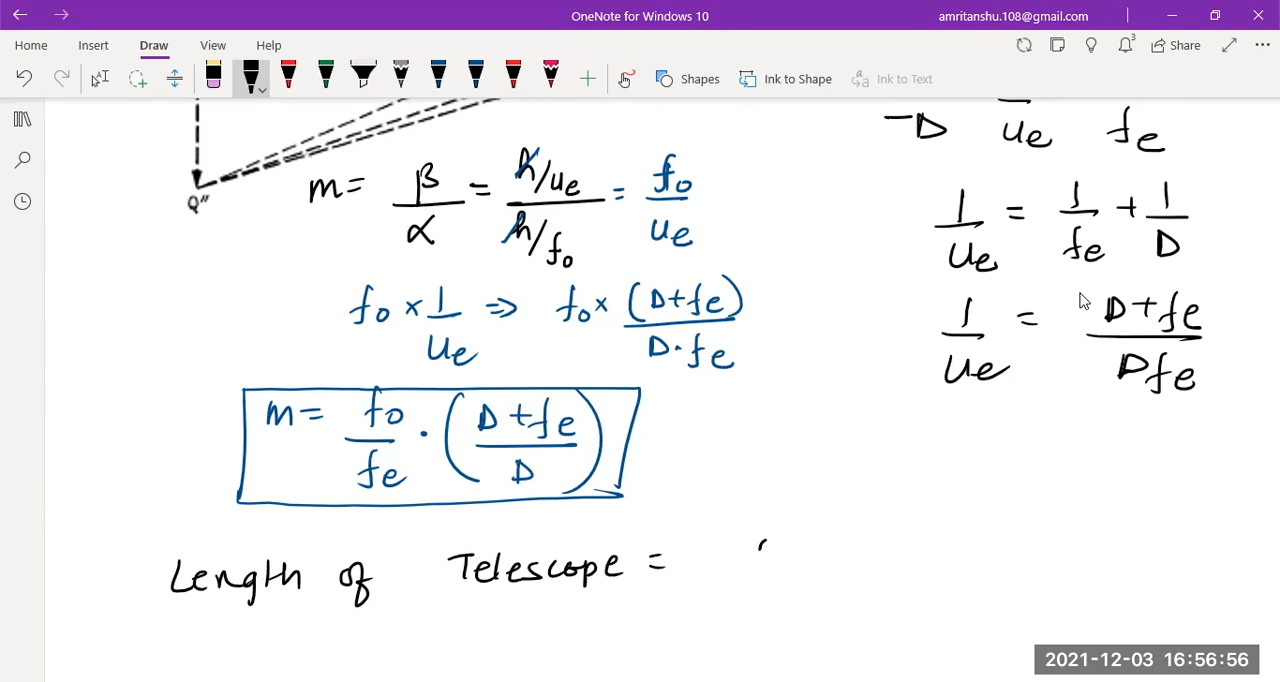 OneNote for Windows 10
amritanshu.108@gmail.com
Home Insert Draw View Help
3 Share
Shapes Ink to Shape Ink to Text
-D ue fe
Q"
m = β/α = (h/ue)/(h/fo) = fo/ue
1/ue = 1/fe + 1/D
fo × 1/ue ⇒ fo × (D+fe)/D·fe
1/ue = D+fe/Dfe
m = fo/fe · (D+fe/D)
Length of Telescope =
2021-12-03 16:56:56